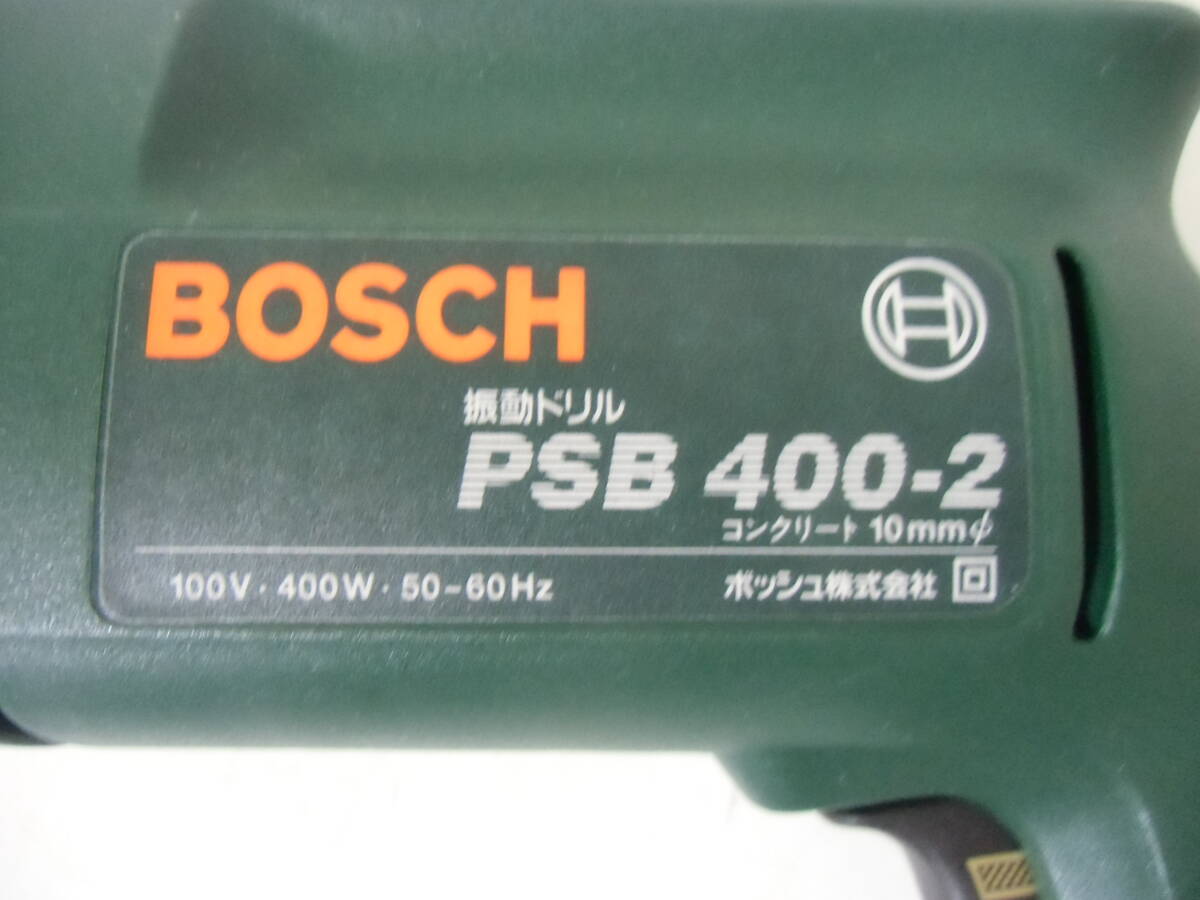 BOSCH
振動ドリル
PSB 400-2
コンクリート 10mmφ
100V・400W・50-60Hz
ボッシュ株式会社